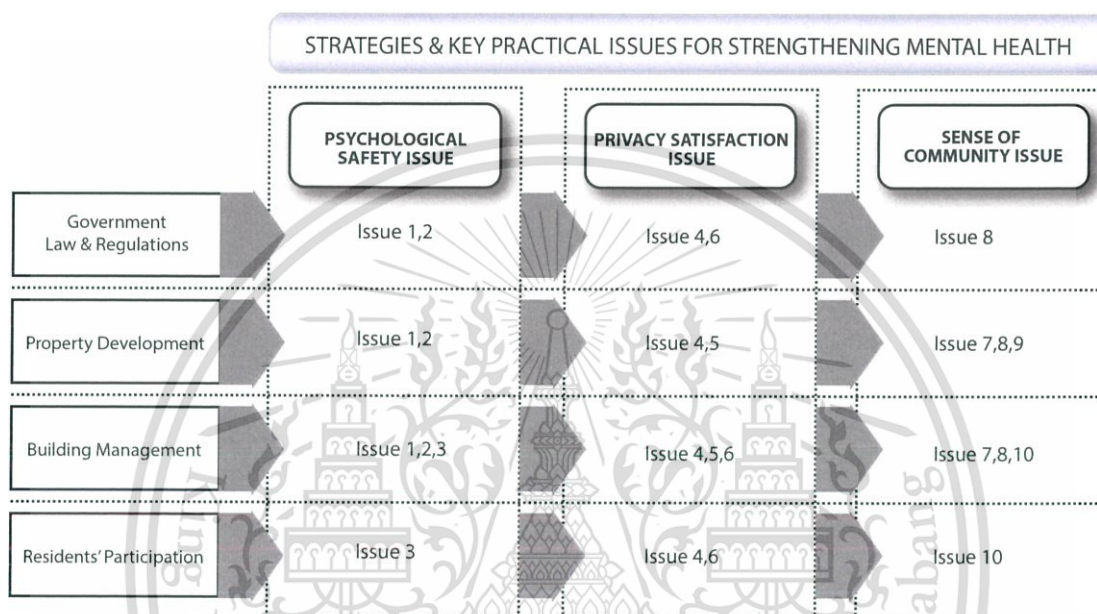 STRATEGIES & KEY PRACTICAL ISSUES FOR STRENGTHENING MENTAL HEALTH
PSYCHOLOGICAL
SAFETY ISSUE
PRIVACY SATISFACTION
ISSUE
SENSE OF
COMMUNITY ISSUE
Government
Law & Regulations
Issue 1,2
Issue 4,6
Issue 8
Property Development
Issue 1,2
Issue 4,5
Issue 7,8,9
Building Management
Issue 1,2,3
Issue 4,5,6
Issue 7,8,10
Residents' Participation
Issue 3
Issue 4,6
Issue 10
King
abang